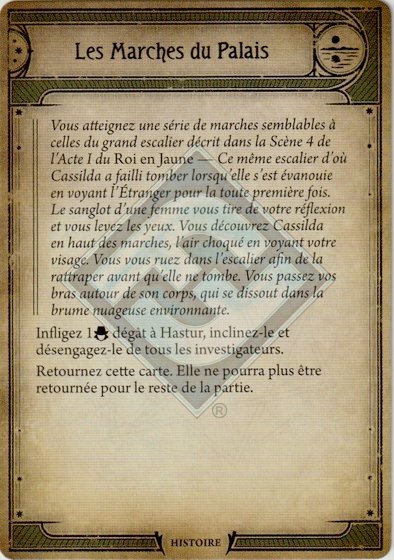 Les Marches du Palais
Vous atteignez une série de marches semblables à
celles du grand escalier décrit dans la Scène 4 de
l'Acte I du Roi en Jaune — Ce même escalier d'où
Cassilda a failli tomber lorsqu'elle s'est évanouie
en voyant l'Étranger pour la toute première fois.
Le sanglot d'une femme vous tire de votre réflexion
et vous levez les yeux. Vous découvrez Cassilda
en haut des marches, l'air choqué en voyant votre
visage. Vous vous ruez dans l'escalier afin de la
rattraper avant qu'elle ne tombe. Vous passez vos
bras autour de son corps, qui se dissout dans la
brume nuageuse environnante.
Infligez 1 dégât à Hastur, inclinez-le et
désengagez-le de tous les investigateurs.
Retournez cette carte. Elle ne pourra plus être
retournée pour le reste de la partie.
®
HISTOIRE